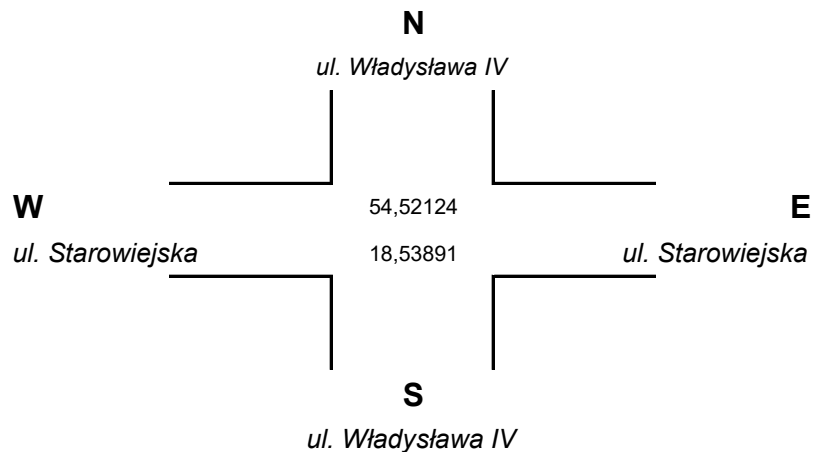 N
ul. Władysława IV
W
54,52124
E
ul. Starowiejska
18,53891
ul. Starowiejska
S
ul. Władysława IV